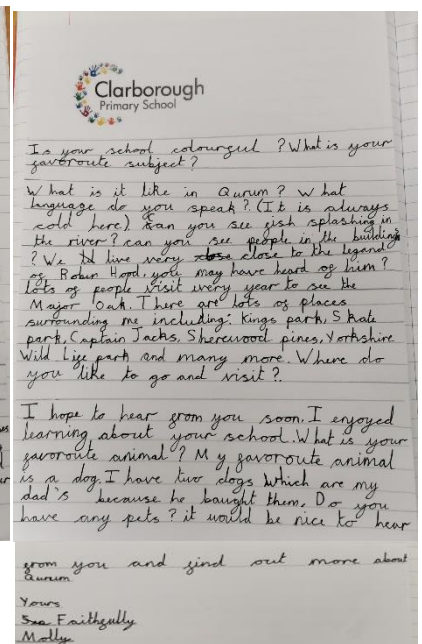 Clarborough
Primary School
Is your school colourful ? What is your
favoroute subject ?
What is it like in Qurum ? What
language do you speak ? (It is always
cold here) Can you see fish splashing in
the river ? can you see people in the buildings
? We live very close close to the legend
of Robin Hood, you may have heard of him ?
lots of people visit every year to see the
Major Oak. There are lots of places
surrounding me including: Kings park, Skate
park, Captain Jacks, Sherewood pines, Yorkshire
Wild Life park and many more. Where do
you like to go and visit ?
I hope to hear from you soon. I enjoyed
learning about your school. What is your
favoroute animal ? My favoroute animal
is a dog. I have two dogs which are my
dad's because he baught them. Do you
have any pets ? it would be nice to hear
from you and find out more about
Qurum
Yours
Faithfully
Molly